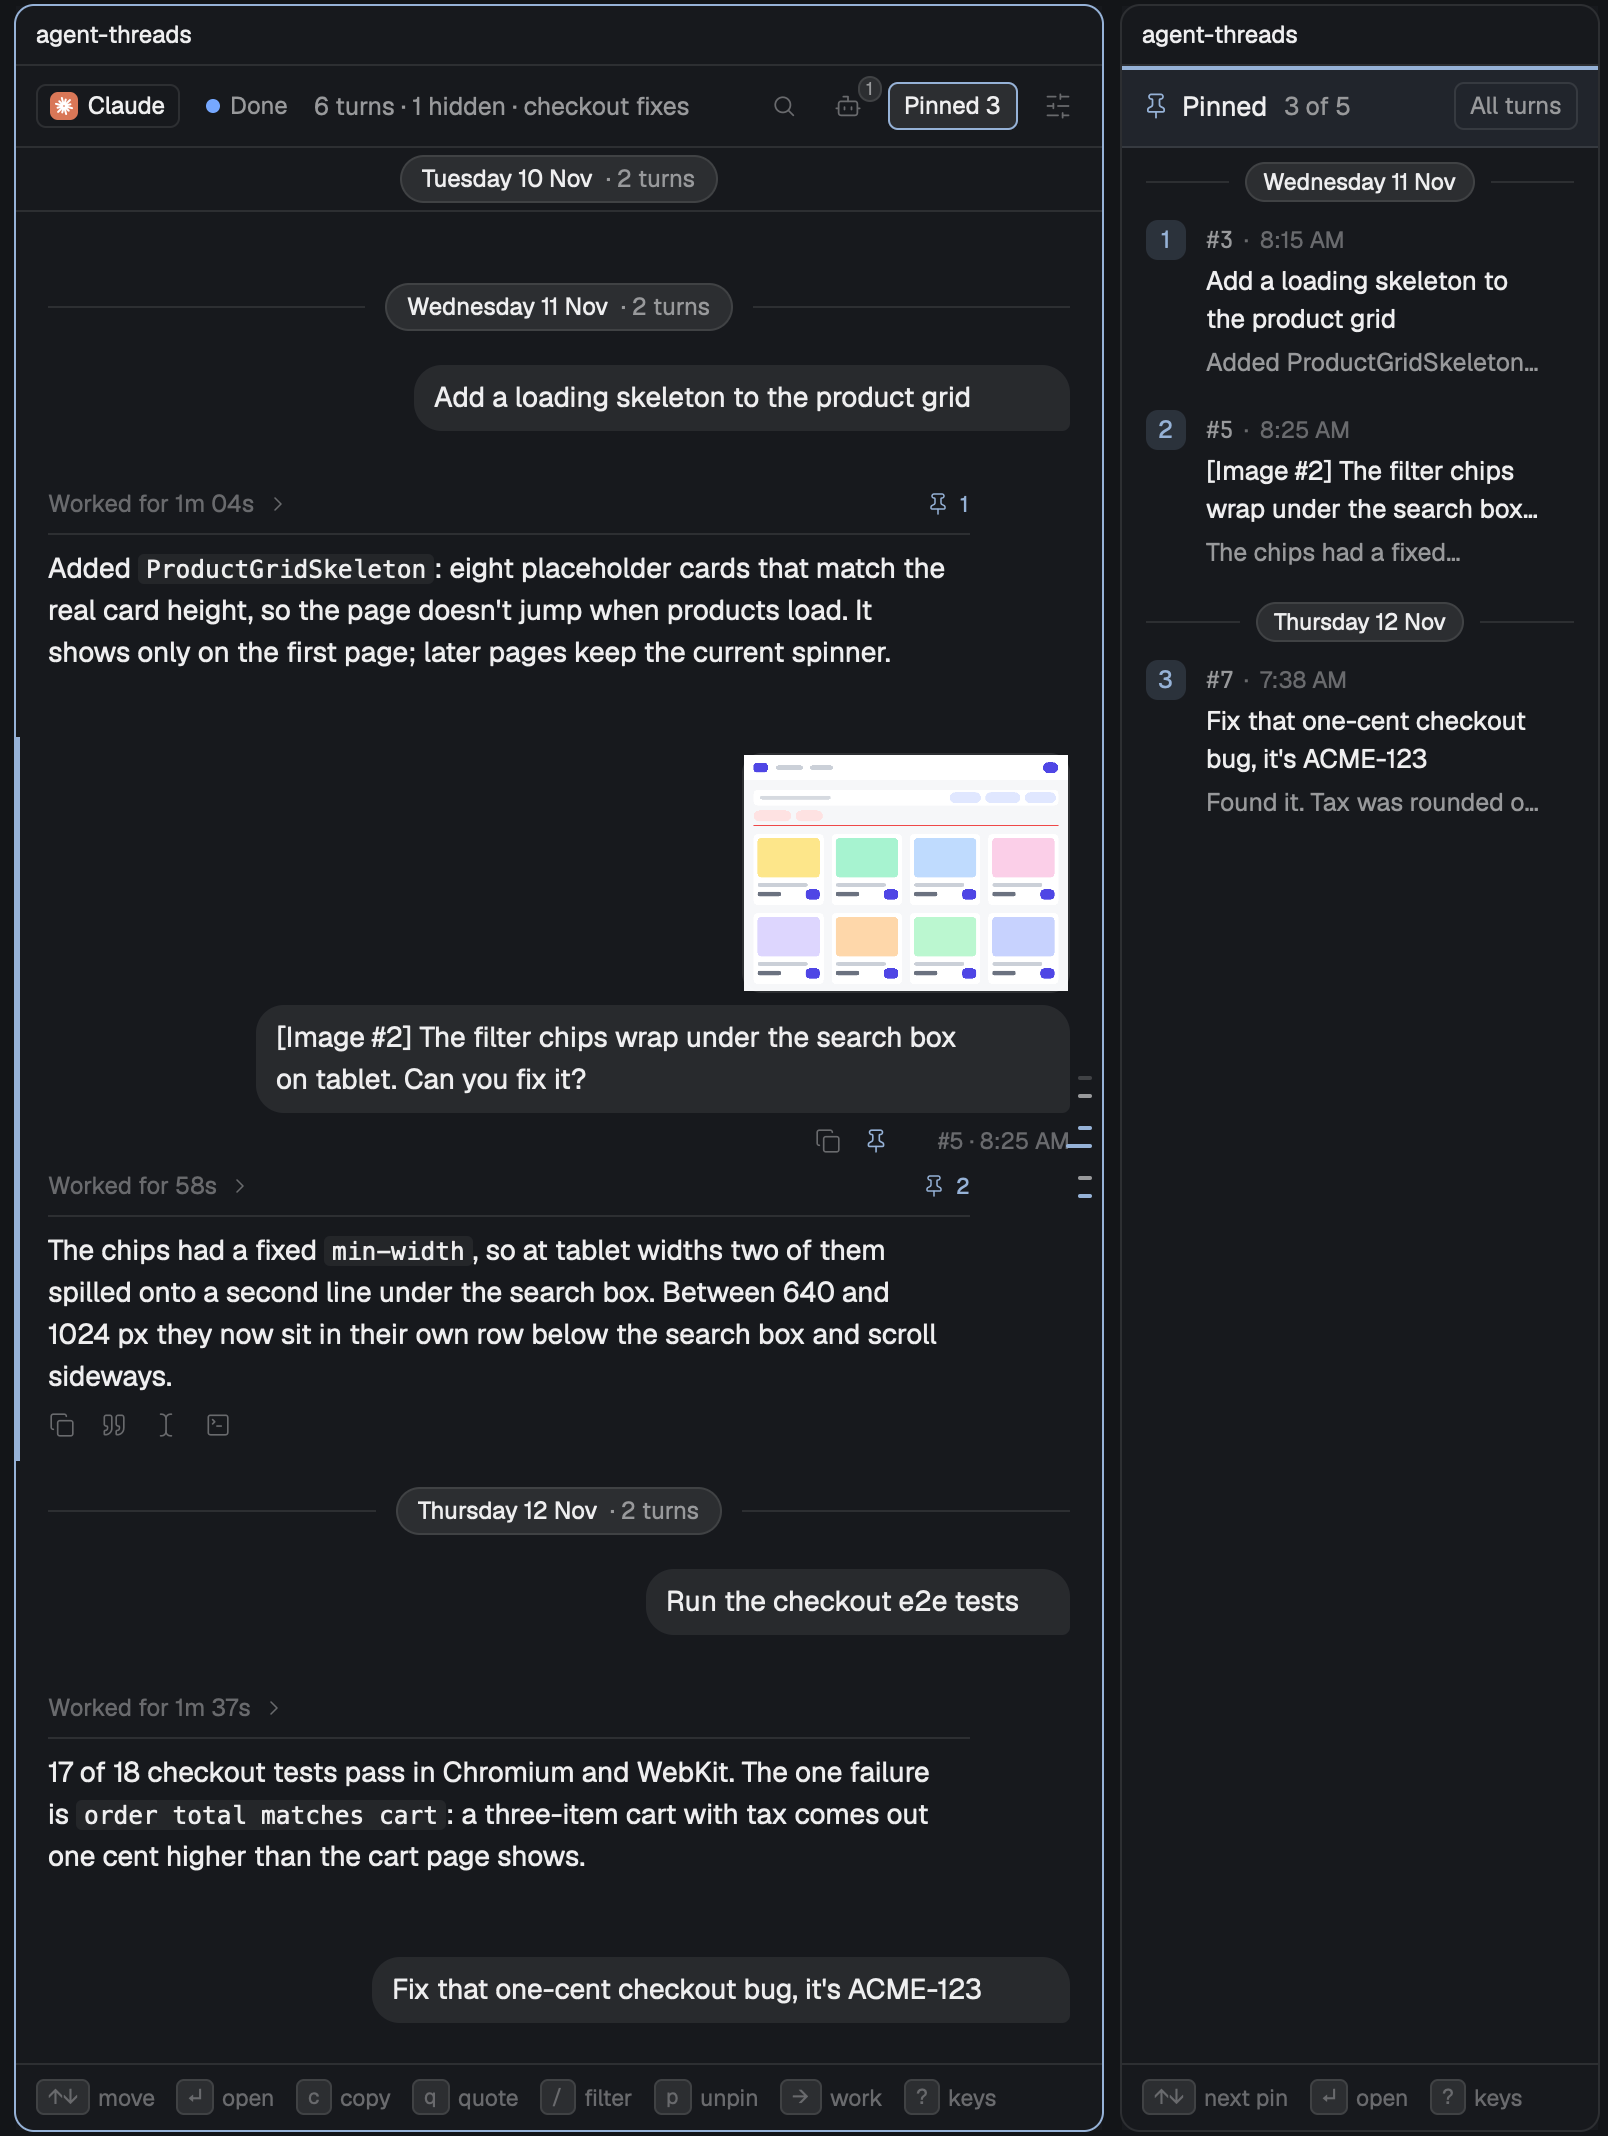 agent-threads
Claude
Done
6 turns · 1 hidden · checkout fixes
1
Pinned 3
Tuesday 10 Nov · 2 turns
Wednesday 11 Nov · 2 turns
Add a loading skeleton to the product grid
Worked for 1m 04s
1
Added ProductGridSkeleton: eight placeholder cards that match the
real card height, so the page doesn't jump when products load. It
shows only on the first page; later pages keep the current spinner.
[Image #2] The filter chips wrap under the search box
on tablet. Can you fix it?
#5 · 8:25 AM
Worked for 58s
2
The chips had a fixed min-width, so at tablet widths two of them
spilled onto a second line under the search box. Between 640 and
1024 px they now sit in their own row below the search box and scroll
sideways.
Thursday 12 Nov · 2 turns
Run the checkout e2e tests
Worked for 1m 37s
17 of 18 checkout tests pass in Chromium and WebKit. The one failure
is order total matches cart: a three-item cart with tax comes out
one cent higher than the cart page shows.
Fix that one-cent checkout bug, it's ACME-123
↑↓ move ↵ open c copy q quote / filter p unpin → work ? keys
agent-threads
Pinned 3 of 5
All turns
Wednesday 11 Nov
1
#3 · 8:15 AM
Add a loading skeleton to
the product grid
Added ProductGridSkeleton...
2
#5 · 8:25 AM
[Image #2] The filter chips
wrap under the search box...
The chips had a fixed...
Thursday 12 Nov
3
#7 · 7:38 AM
Fix that one-cent checkout
bug, it's ACME-123
Found it. Tax was rounded o...
↑↓ next pin ↵ open ? keys